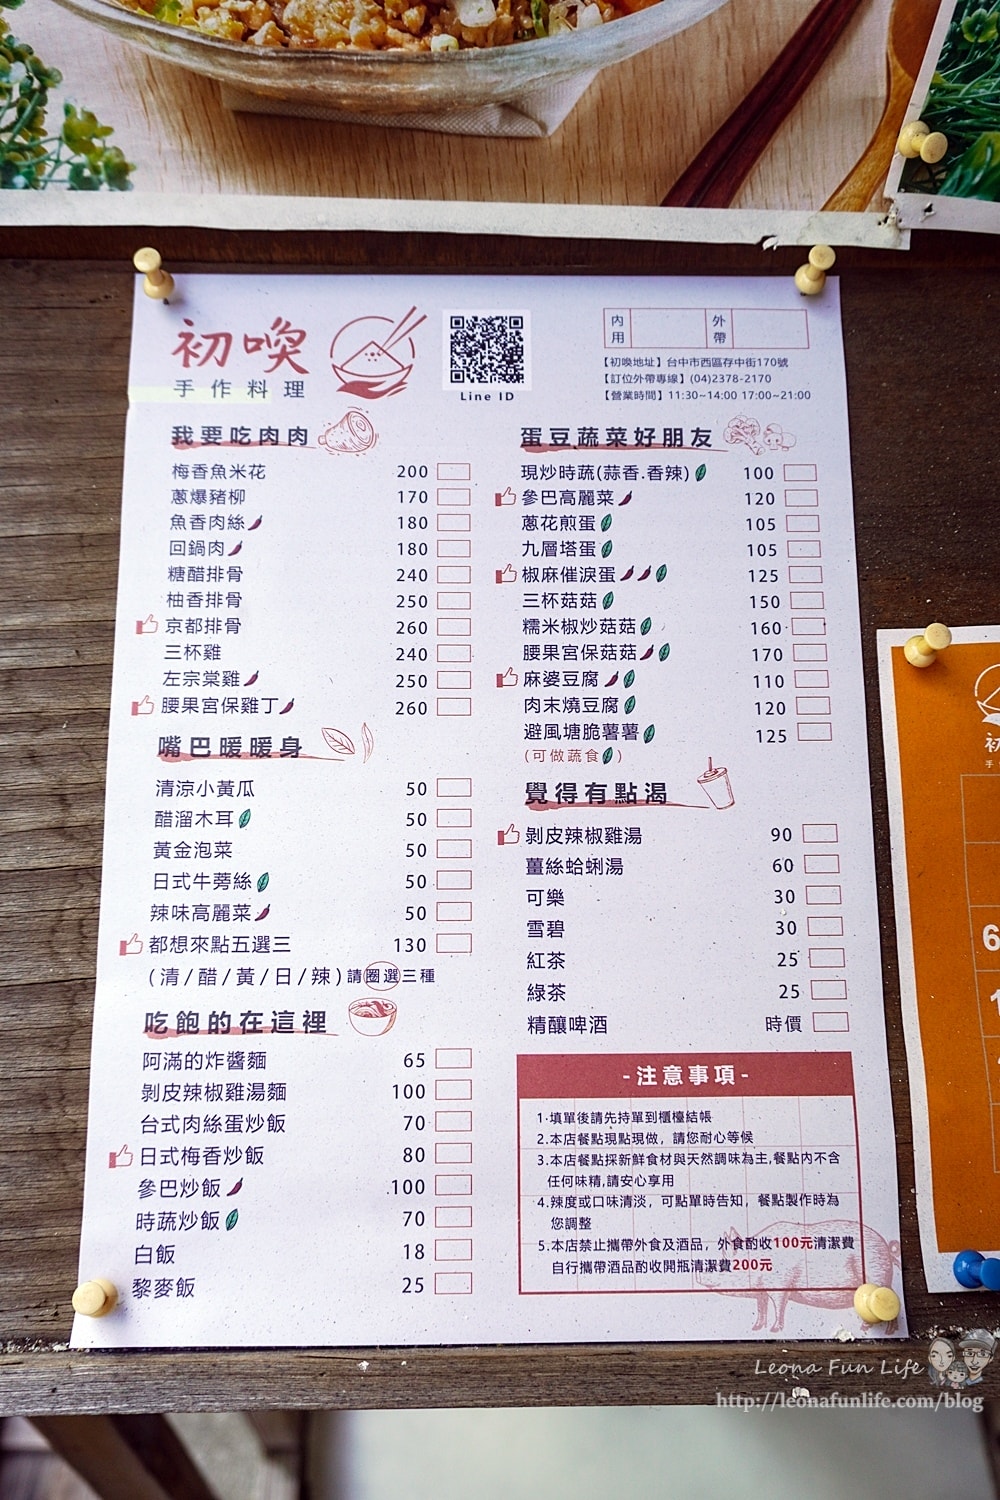 初喚
手作料理
Line ID
內用
外帶
【初喚地址】台中市西區存中街170號
【訂位外帶專線】(04)2378-2170
【營業時間】11:30~14:00 17:00~21:00
我要吃肉肉
梅香魚米花 200
蔥爆豬柳 170
魚香肉絲 180
回鍋肉 180
糖醋排骨 240
柚香排骨 250
京都排骨 260
三杯雞 240
左宗棠雞 250
腰果宮保雞丁 260
嘴巴暖暖身
清涼小黃瓜 50
醋溜木耳 50
黃金泡菜 50
日式牛蒡絲 50
辣味高麗菜 50
都想來點五選三 130
(清/醋/黃/日/辣)請圈選三種
吃飽的在這裡
阿滿的炸醬麵 65
剝皮辣椒雞湯麵 100
台式肉絲蛋炒飯 70
日式梅香炒飯 80
參巴炒飯 100
時蔬炒飯 70
白飯 18
藜麥飯 25
蛋豆蔬菜好朋友
現炒時蔬(蒜香.香辣) 100
參巴高麗菜 120
蔥花煎蛋 105
九層塔蛋 105
椒麻催淚蛋 125
三杯菇菇 150
糯米椒炒菇菇 160
腰果宮保菇菇 170
麻婆豆腐 110
肉末燒豆腐 120
避風塘脆薯薯 125
(可做蔬食)
覺得有點渴
剝皮辣椒雞湯 90
薑絲蛤蜊湯 60
可樂 30
雪碧 30
紅茶 25
綠茶 25
精釀啤酒 時價
-注意事項-
1.填單後請先持單到櫃檯結帳
2.本店餐點現點現做，請您耐心等候
3.本店餐點採新鮮食材與天然調味為主,餐點內不含
任何味精,請安心享用
4.辣度或口味清淡，可點單時告知，餐點製作時為
您調整
5.本店禁止攜帶外食及酒品，外食酌收100元清潔費
自行攜帶酒品酌收開瓶清潔費200元
Leona Fun Life
http://leonafunlife.com/blog